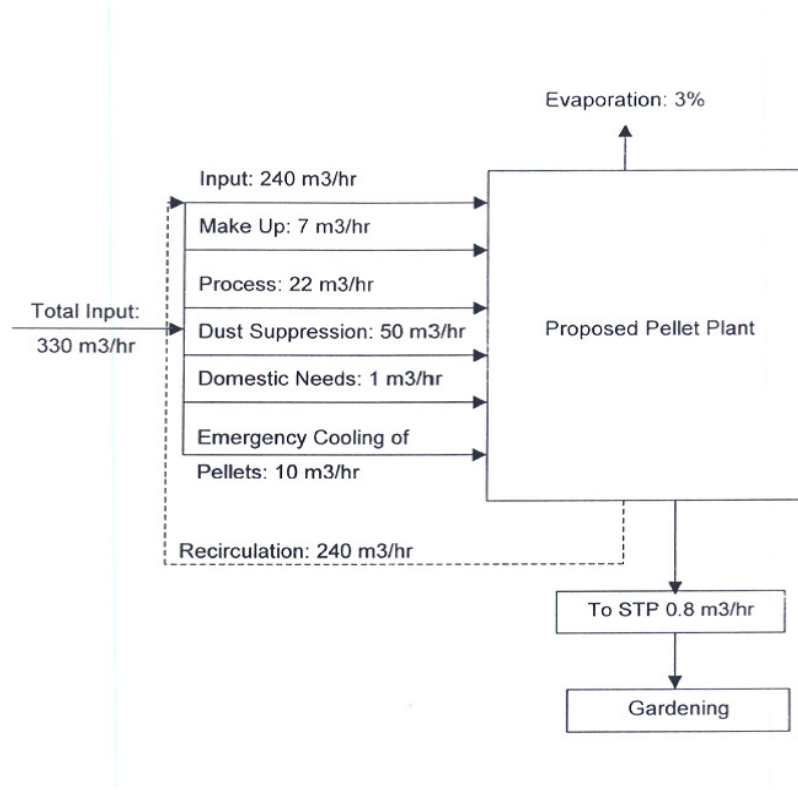 Evaporation: 3%
Input: 240 m3/hr
Make Up: 7 m3/hr
Process: 22 m3/hr
Total Input:
330 m3/hr
Dust Suppression: 50 m3/hr
Proposed Pellet Plant
Domestic Needs: 1 m3/hr
Emergency Cooling of
Pellets: 10 m3/hr
Recirculation: 240 m3/hr
To STP 0.8 m3/hr
Gardening